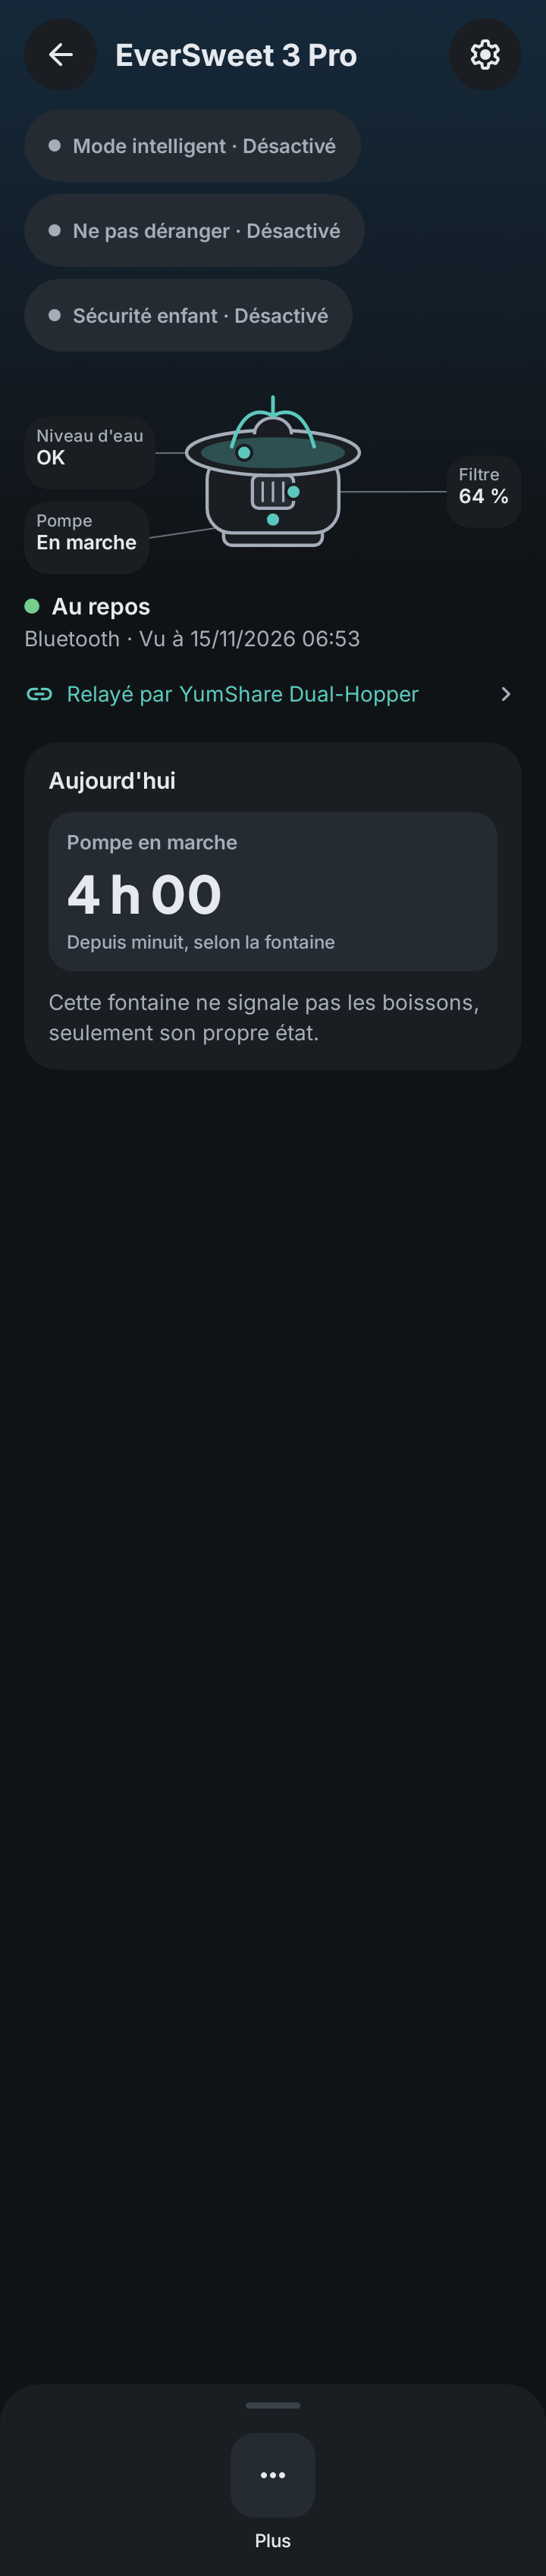 EverSweet 3 Pro
Mode intelligent · Désactivé
Ne pas déranger · Désactivé
Sécurité enfant · Désactivé
Niveau d'eau
OK
Filtre
64 %
Pompe
En marche
Au repos
Bluetooth · Vu à 15/11/2026 06:53
Relayé par YumShare Dual-Hopper
Aujourd'hui
Pompe en marche
4 h 00
Depuis minuit, selon la fontaine
Cette fontaine ne signale pas les boissons,
seulement son propre état.
Plus